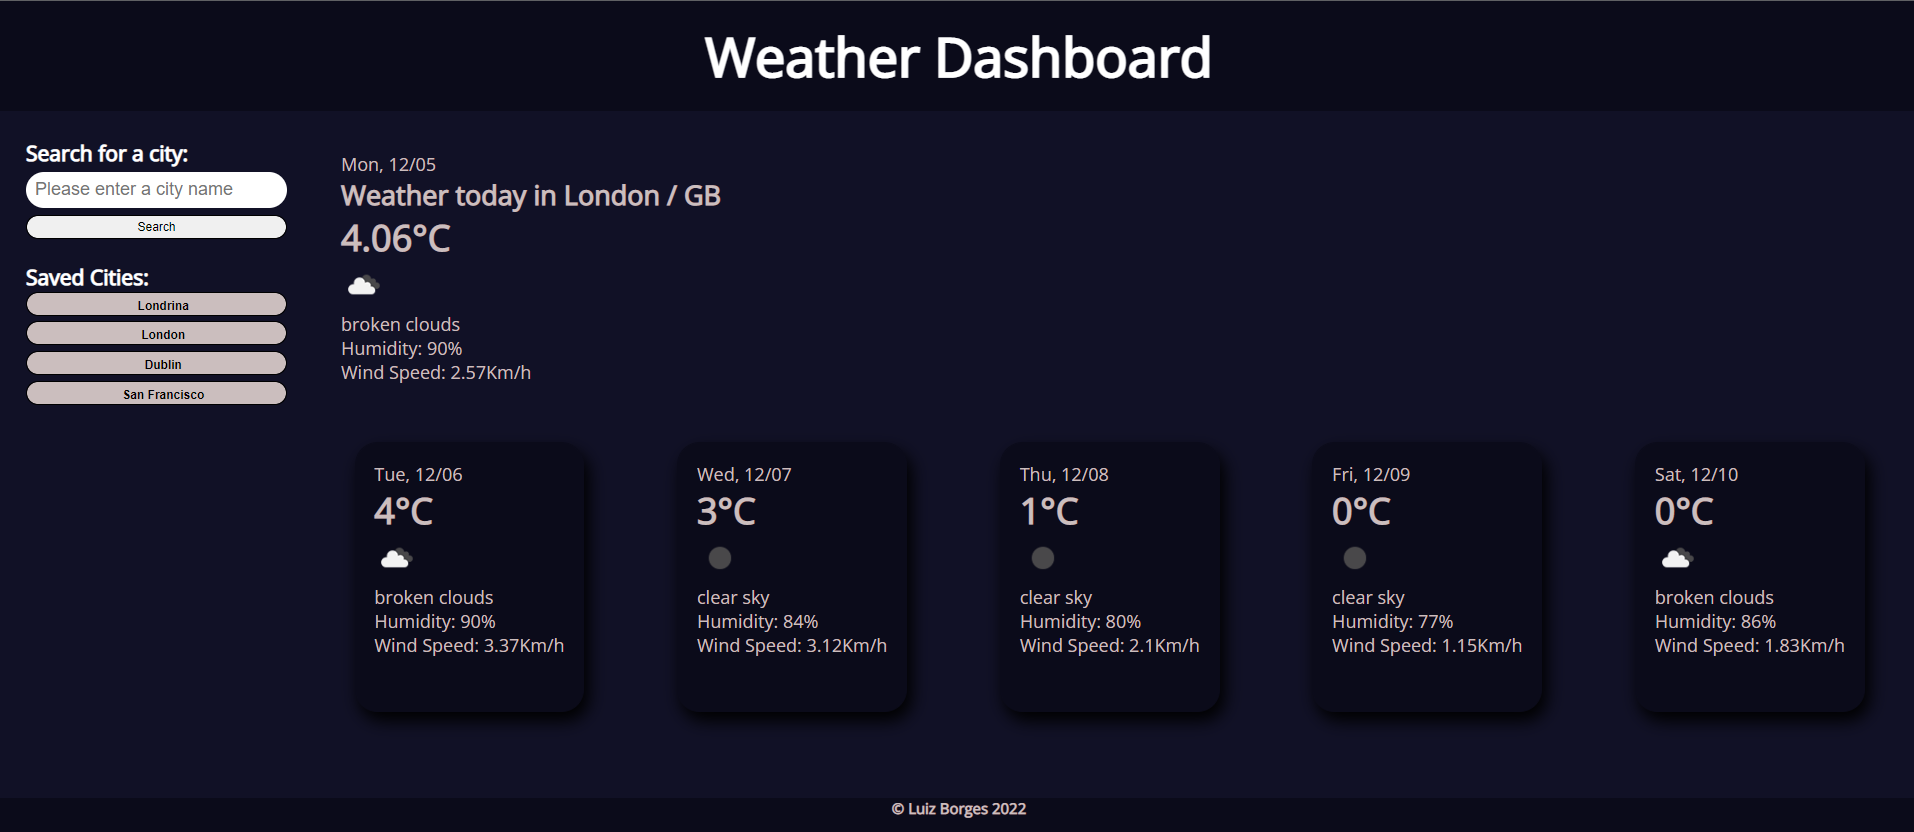 Weather Dashboard
Search for a city:
Please enter a city name
Search
Saved Cities:
Londrina
London
Dublin
San Francisco
Mon, 12/05
Weather today in London / GB
4.06°C
broken clouds
Humidity: 90%
Wind Speed: 2.57Km/h
Tue, 12/06
4°C
broken clouds
Humidity: 90%
Wind Speed: 3.37Km/h
Wed, 12/07
3°C
clear sky
Humidity: 84%
Wind Speed: 3.12Km/h
Thu, 12/08
1°C
clear sky
Humidity: 80%
Wind Speed: 2.1Km/h
Fri, 12/09
0°C
clear sky
Humidity: 77%
Wind Speed: 1.15Km/h
Sat, 12/10
0°C
broken clouds
Humidity: 86%
Wind Speed: 1.83Km/h
© Luiz Borges 2022